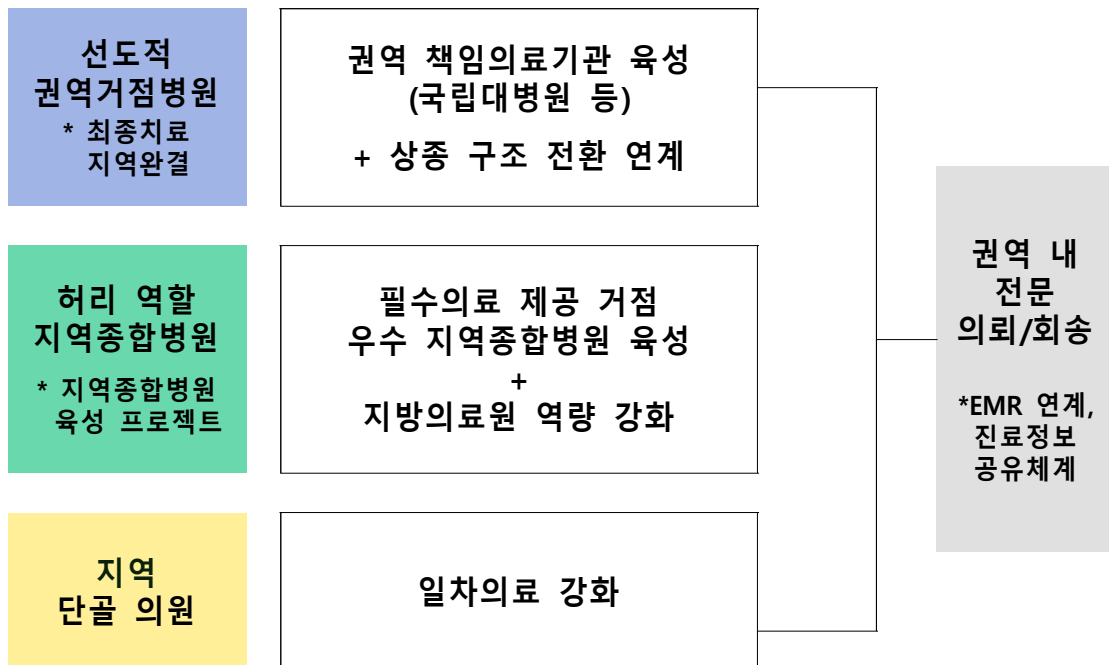 선도적
권역거점병원
* 최종치료
지역완결
권역 책임의료기관 육성
(국립대병원 등)
+ 상종 구조 전환 연계
허리 역할
지역종합병원
* 지역종합병원
육성 프로젝트
필수의료 제공 거점
우수 지역종합병원 육성
+
지방의료원 역량 강화
지역
단골 의원
일차의료 강화
권역 내
전문
의뢰/회송
*EMR 연계,
진료정보
공유체계